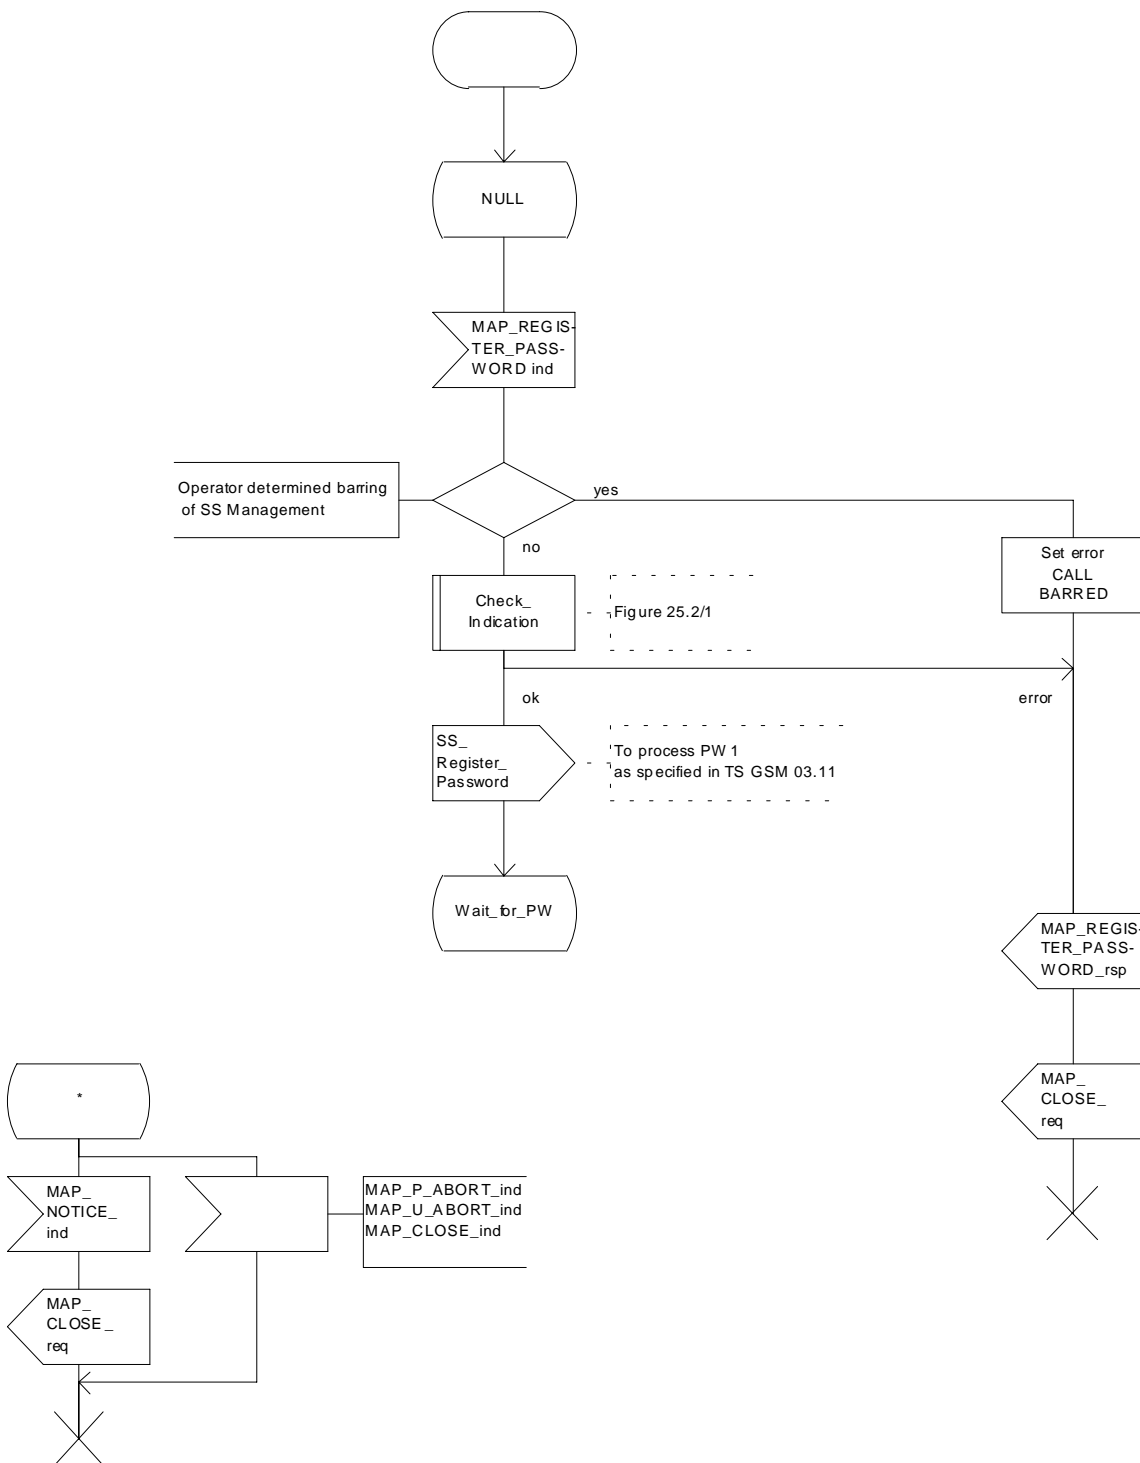 NULL
MAP_REGIS-
TER_PASS-
WORD ind
Operator determined barring
of SS Management
yes
no
Set error
CALL
BARRED
Check_
Indication
Figure 25.2/1
ok
error
SS_
Register_
Password
To process PW 1
as specified in TS GSM 03.11
Wait_for_PW
MAP_REGIS-
TER_PASS-
WORD_rsp
MAP_
CLOSE_
req
*
MAP_
NOTICE_
ind
MAP_P_ABORT_ind
MAP_U_ABORT_ind
MAP_CLOSE_ind
MAP_
CLOSE_
req